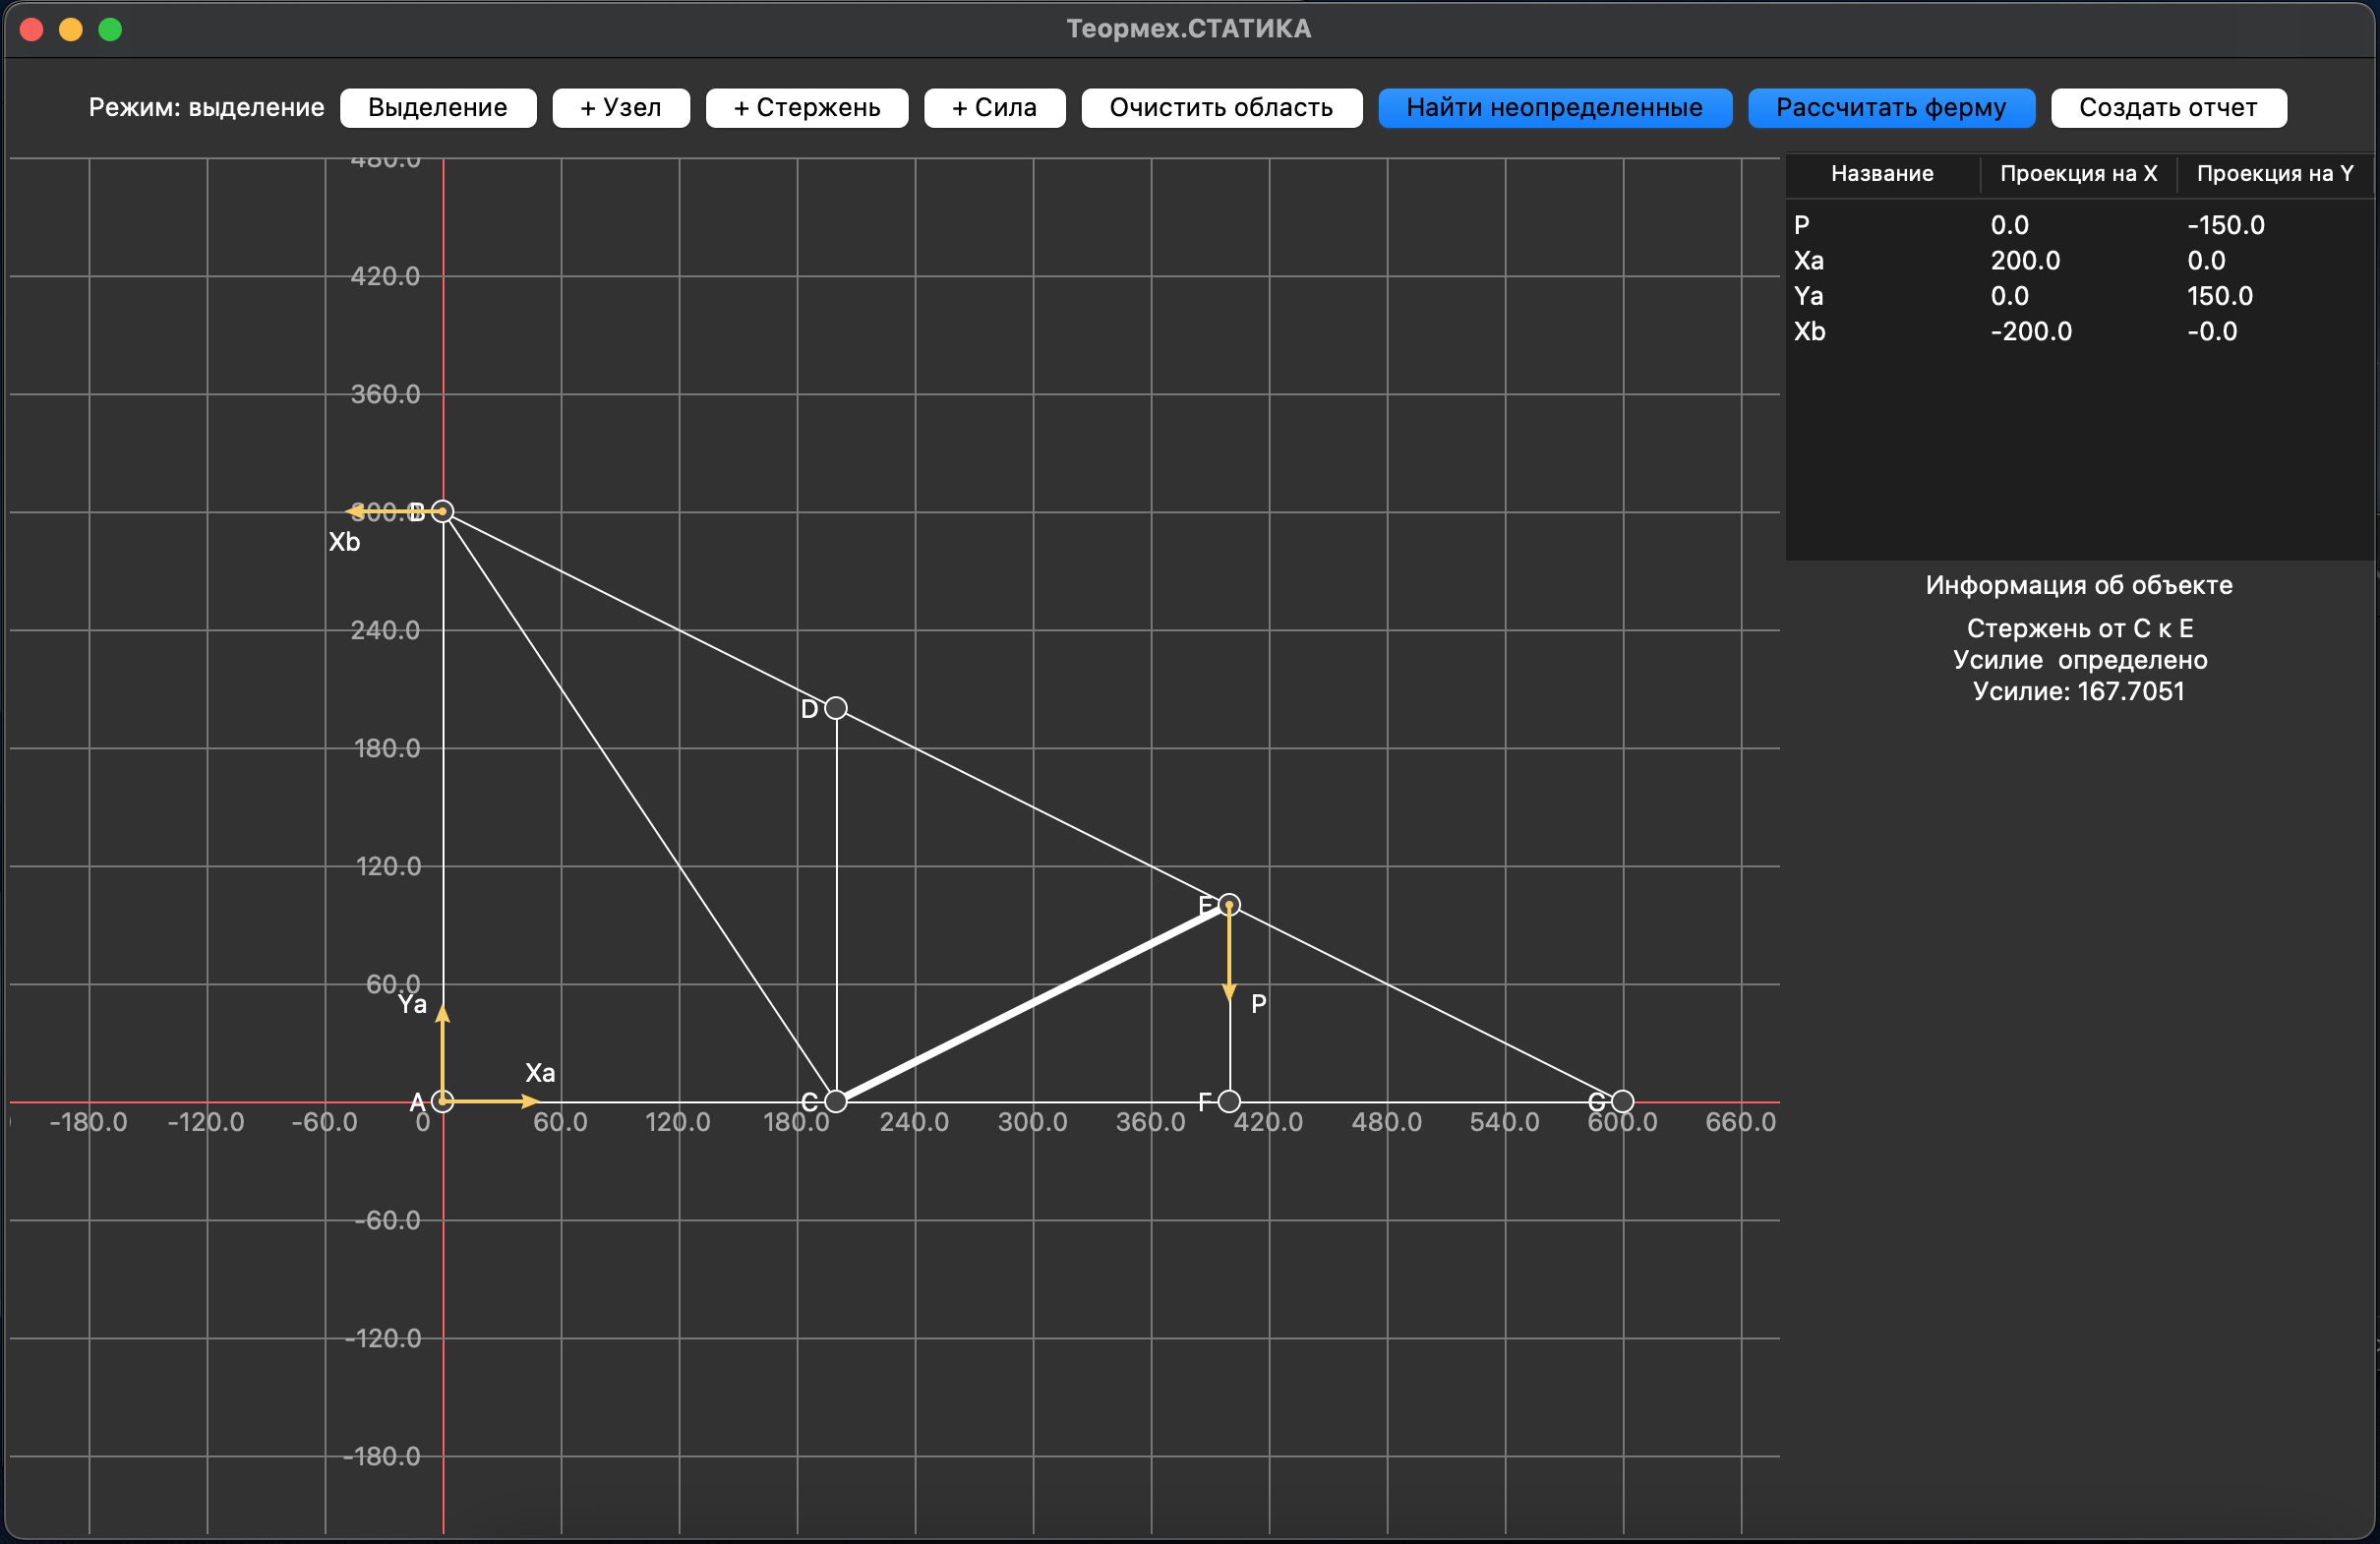 Теормех.СТАТИКА
Режим: выделение Выделение + Узел + Стержень + Сила Очистить область Найти неопределенные Рассчитать ферму Создать отчет
Название Проекция на X Проекция на Y
P 0.0 -150.0
Xa 200.0 0.0
Ya 0.0 150.0
Xb -200.0 -0.0
Информация об объекте
Стержень от C к E
Усилие определено
Усилие: 167.7051
480.0
420.0
360.0
300.0 B
Xb
240.0
D
180.0
120.0
E
60.0
Ya P
Xa
A C F G
-180.0 -120.0 -60.0 0 60.0 120.0 180.0 240.0 300.0 360.0 420.0 480.0 540.0 600.0 660.0
-60.0
-120.0
-180.0